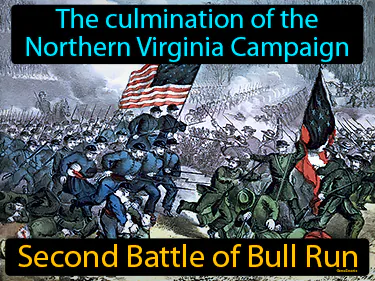 The culmination of the
Northern Virginia Campaign
Second Battle of Bull Run